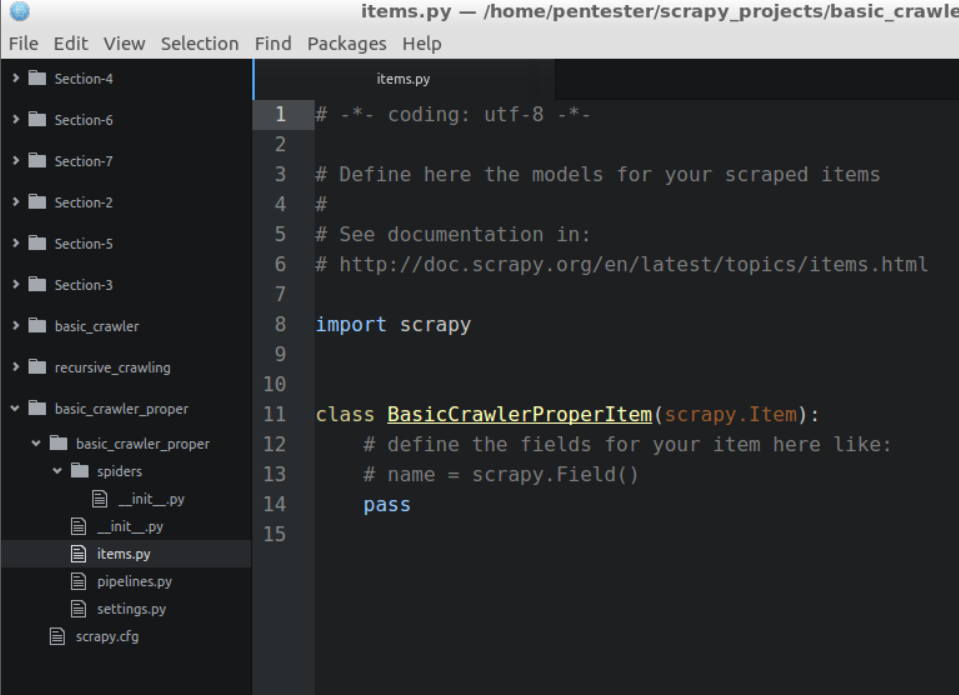 items.py — /home/pentester/scrapy_projects/basic_crawle
File Edit View Selection Find Packages Help
Section-4
Section-6
Section-7
Section-2
Section-5
Section-3
basic_crawler
recursive_crawling
basic_crawler_proper
basic_crawler_proper
spiders
__init__.py
__init__.py
items.py
pipelines.py
settings.py
scrapy.cfg
items.py
1 # -*- coding: utf-8 -*-
2
3 # Define here the models for your scraped items
4 #
5 # See documentation in:
6 # http://doc.scrapy.org/en/latest/topics/items.html
7
8 import scrapy
9
10
11 class BasicCrawlerProperItem(scrapy.Item):
12     # define the fields for your item here like:
13     # name = scrapy.Field()
14     pass
15